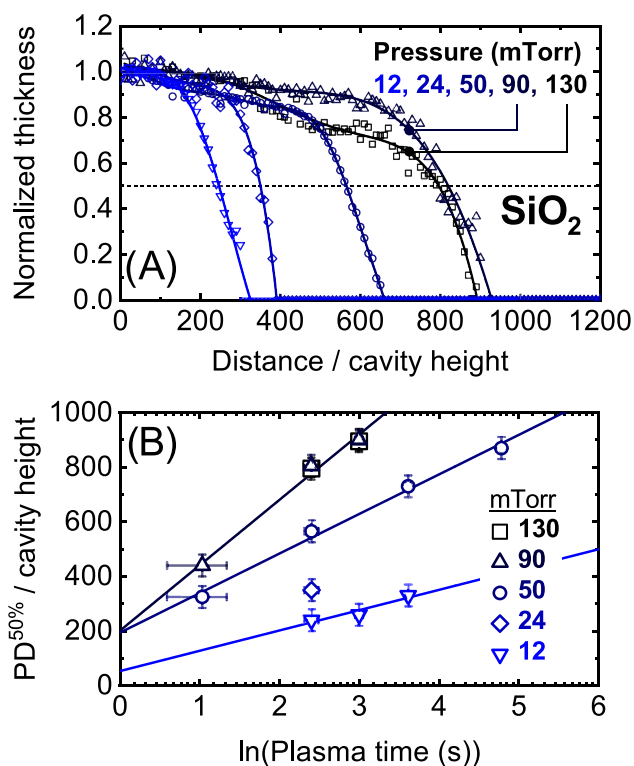 1.2
1.0
0.8
0.6
0.4
0.2
0.0
Normalized thickness
Pressure (mTorr)
12, 24, 50, 90, 130
SiO₂
(A)
0 200 400 600 800 1000 1200
Distance / cavity height
1000
800
600
400
200
0
PD⁵⁰% / cavity height
(B)
mTorr
130
90
50
24
12
0 1 2 3 4 5 6
ln(Plasma time (s))